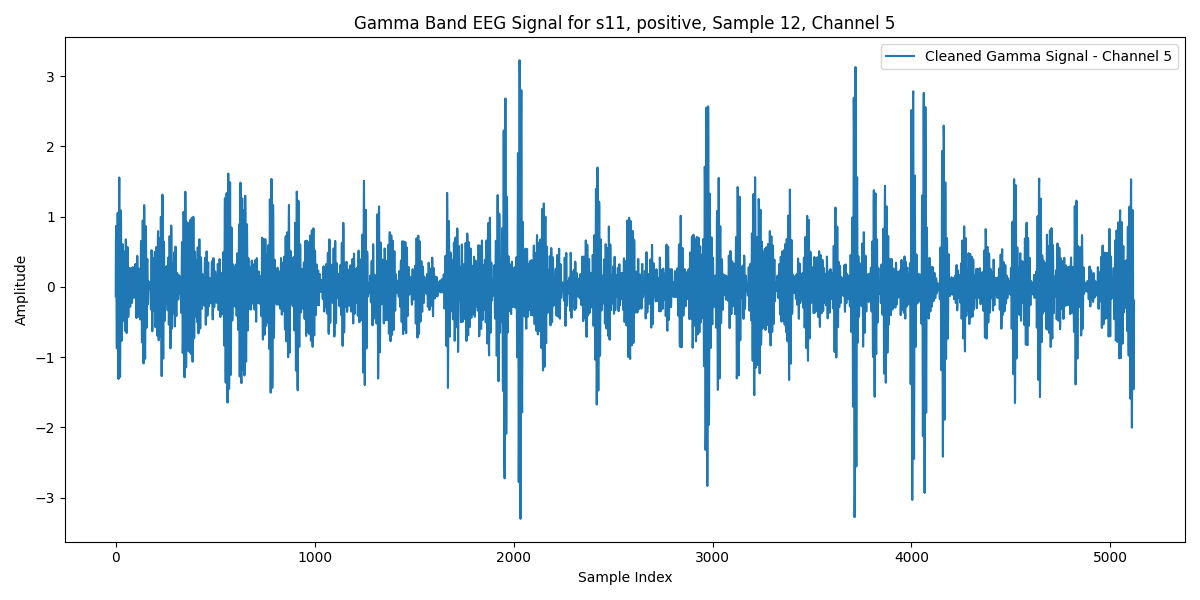 Gamma Band EEG Signal for s11, positive, Sample 12, Channel 5
Cleaned Gamma Signal - Channel 5
3
2
1
0
−1
−2
−3
Amplitude
0 1000 2000 3000 4000 5000
Sample Index